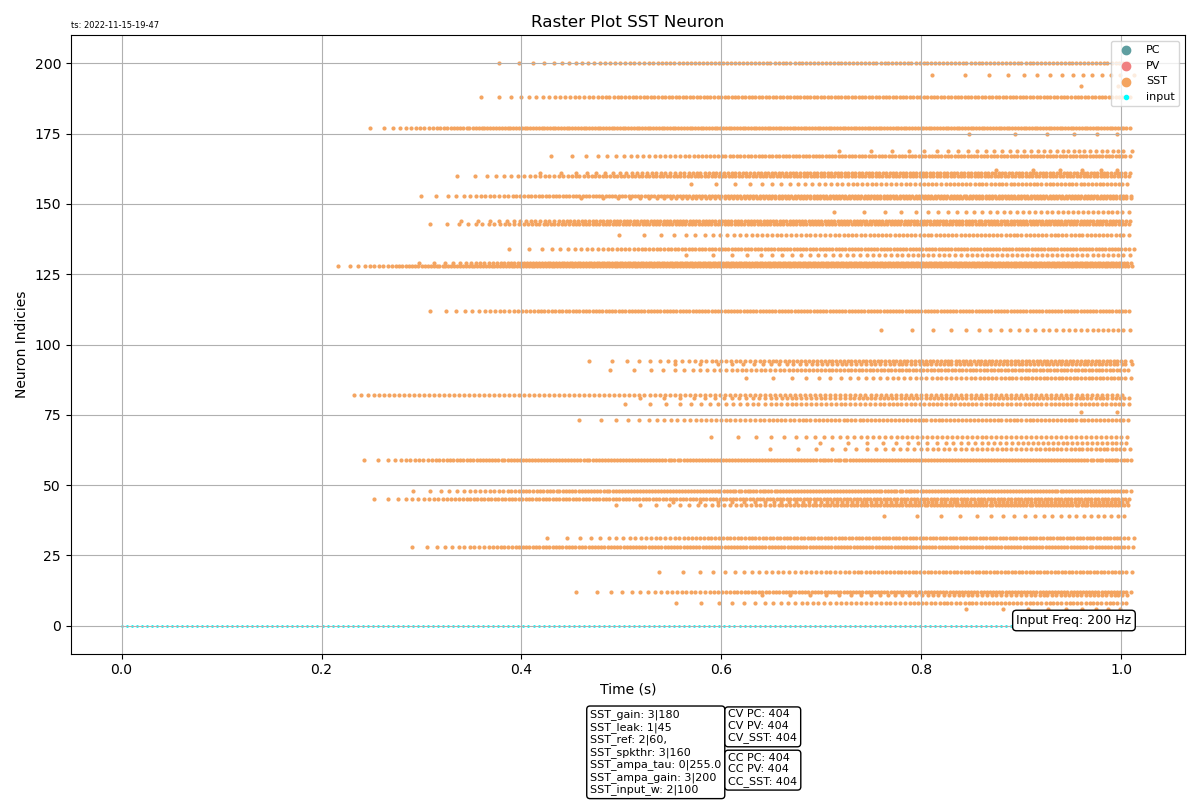 ts: 2022-11-15-19-47
Raster Plot SST Neuron
PC
PV
SST
input
200
175
150
125
100
75
50
25
0
Neuron Indicies
Input Freq: 200 Hz
0.0 0.2 0.4 0.6 0.8 1.0
Time (s)
SST_gain: 3|180
SST_leak: 1|45
SST_ref: 2|60,
SST_spkthr: 3|160
SST_ampa_tau: 0|255.0
SST_ampa_gain: 3|200
SST_input_w: 2|100
CV PC: 404
CV PV: 404
CV_SST: 404
CC PC: 404
CC PV: 404
CC_SST: 404